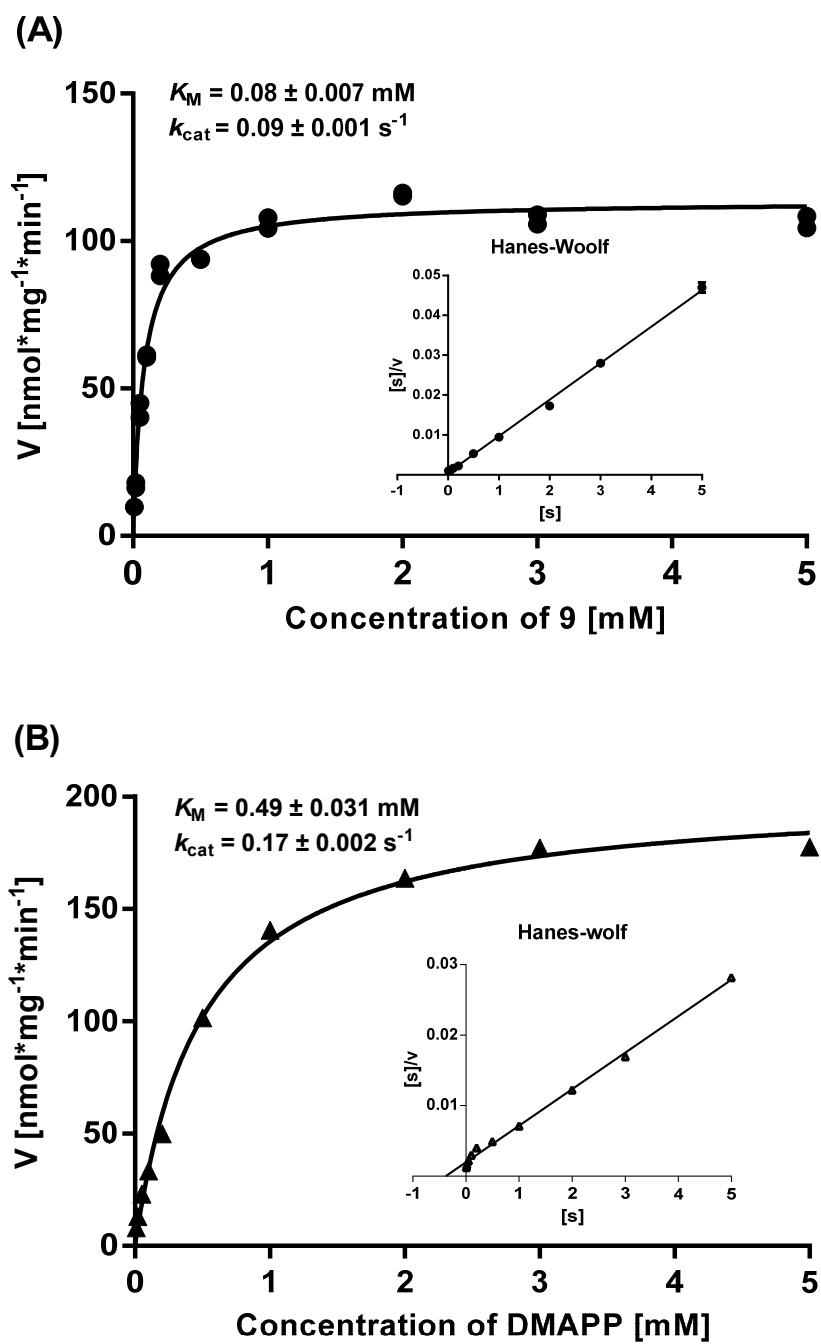 (A)
K_M = 0.08 ± 0.007 mM
k_cat = 0.09 ± 0.001 s⁻¹
V [nmol*mg⁻¹*min⁻¹]
150
100
50
0
0 1 2 3 4 5
Concentration of 9 [mM]
Hanes-Woolf
[s]/v
0.05
0.04
0.03
0.02
0.01
-1 0 1 2 3 4 5
[s]
(B)
K_M = 0.49 ± 0.031 mM
k_cat = 0.17 ± 0.002 s⁻¹
V [nmol*mg⁻¹*min⁻¹]
200
150
100
50
0
0 1 2 3 4 5
Concentration of DMAPP [mM]
Hanes-wolf
[s]/v
0.03
0.02
0.01
-1 0 1 2 3 4 5
[s]